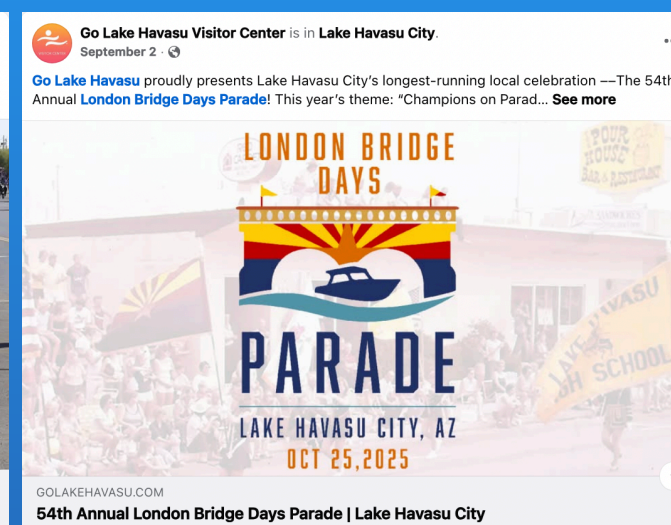 Go Lake Havasu Visitor Center is in Lake Havasu City.
September 2 ·
Go Lake Havasu proudly presents Lake Havasu City's longest-running local celebration ––The 54th
Annual London Bridge Days Parade! This year's theme: "Champions on Parad... See more
LONDON BRIDGE
DAYS
POUR
HOUSE
BAR & RESTAURANT
LAKE HAVASU
HIGH SCHOOL
PARADE
LAKE HAVASU CITY, AZ
OCT 25,2025
GOLAKEHAVASU.COM
54th Annual London Bridge Days Parade | Lake Havasu City